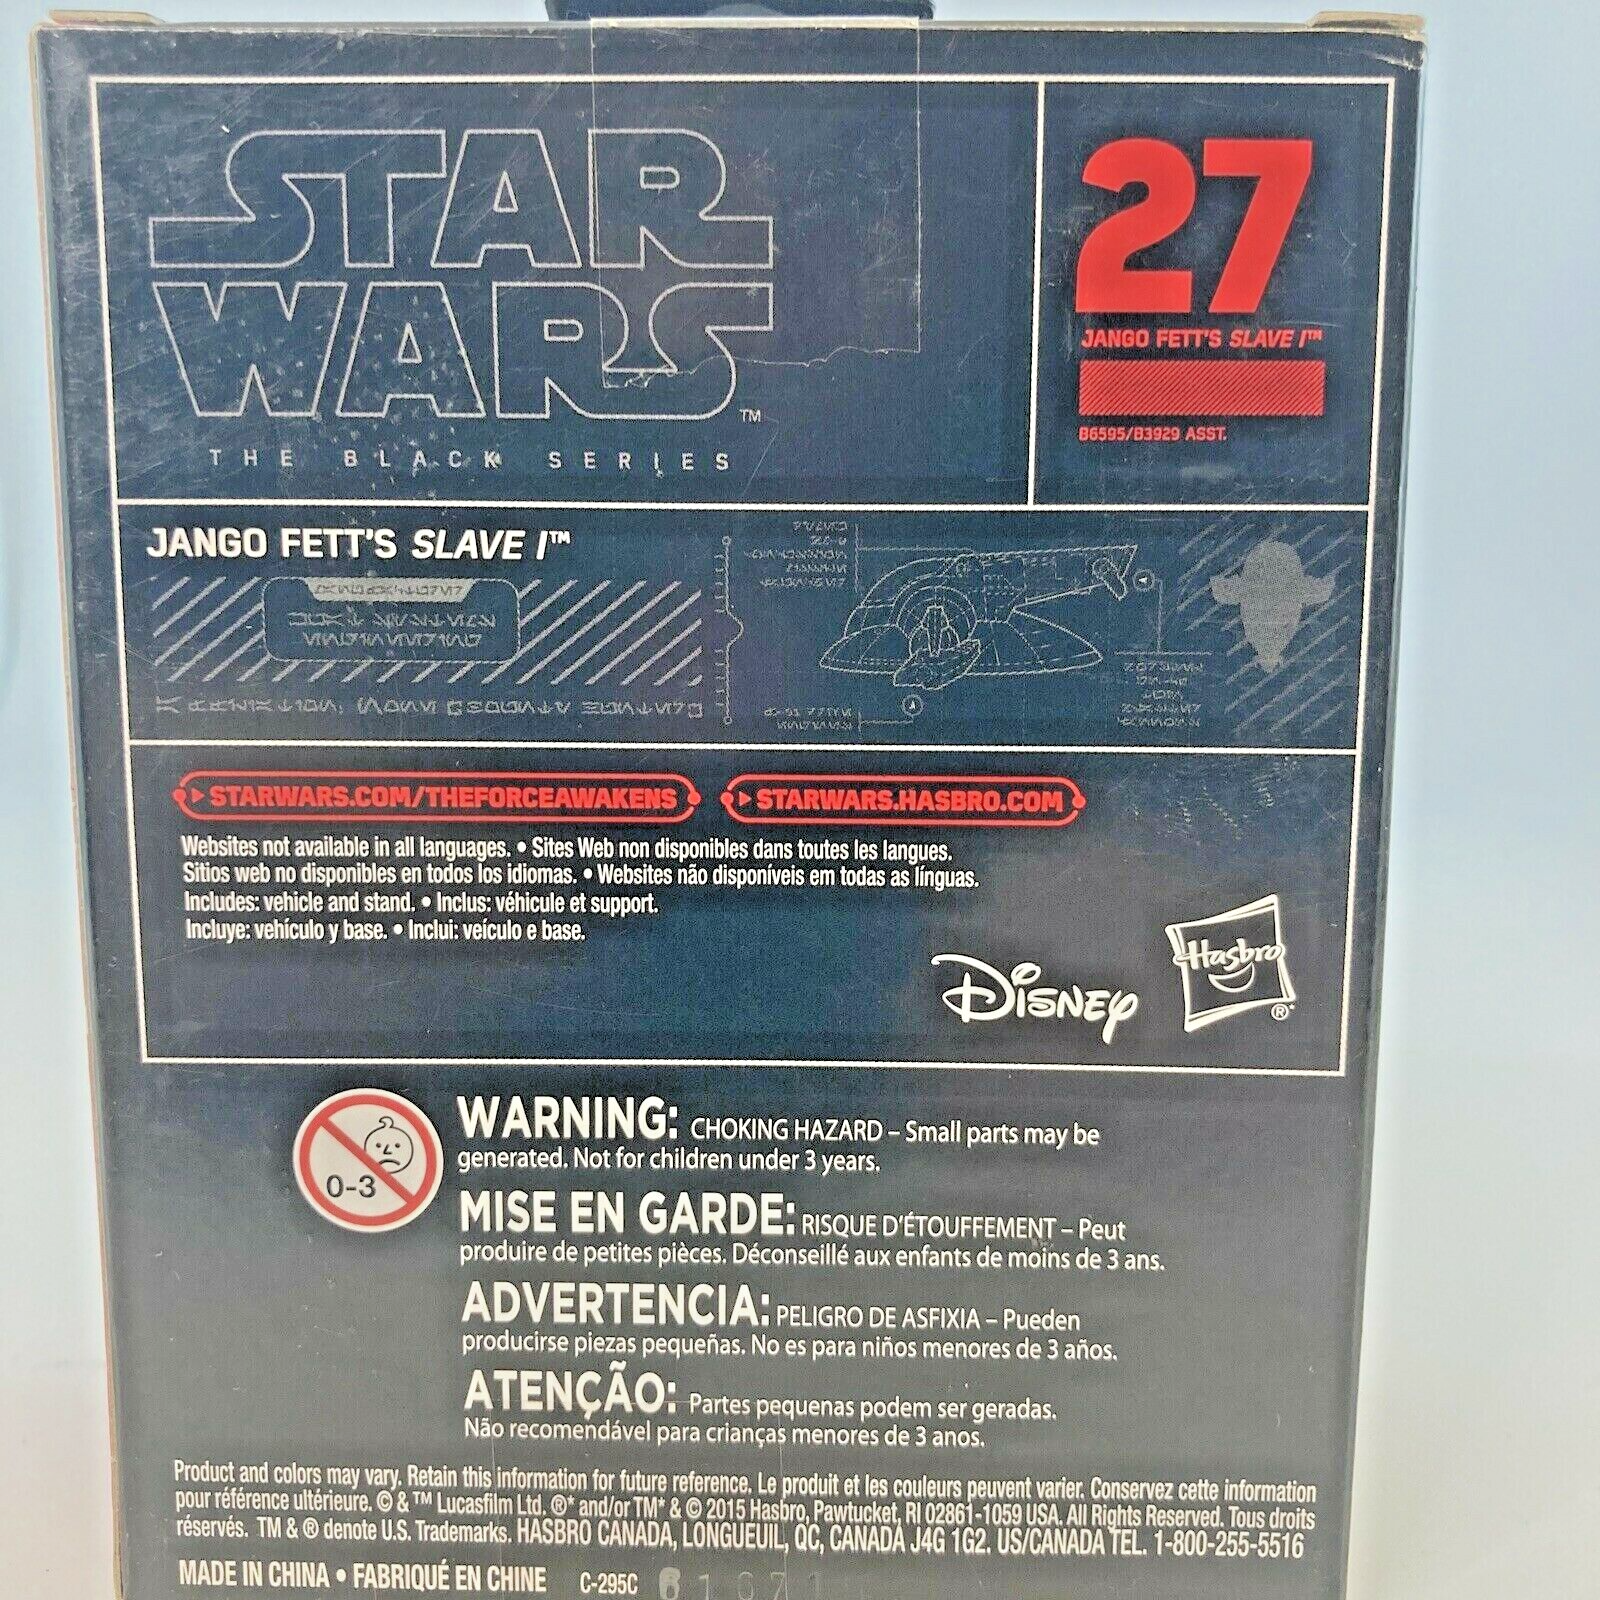 STAR
WARS™
THE BLACK SERIES
27
JANGO FETT'S SLAVE I™
B6595/B3929 ASST.
JANGO FETT'S SLAVE I™
STARWARS.COM/THEFORCEAWAKENS
STARWARS.HASBRO.COM
Websites not available in all languages. • Sites Web non disponibles dans toutes les langues.
Sitios web no disponibles en todos los idiomas. • Websites não disponíveis em todas as línguas.
Includes: vehicle and stand. • Inclus: véhicule et support.
Incluye: vehículo y base. • Inclui: veículo e base.
Disney
Hasbro®
0-3
WARNING: CHOKING HAZARD – Small parts may be
generated. Not for children under 3 years.
MISE EN GARDE: RISQUE D'ÉTOUFFEMENT – Peut
produire de petites pièces. Déconseillé aux enfants de moins de 3 ans.
ADVERTENCIA: PELIGRO DE ASFIXIA – Pueden
producirse piezas pequeñas. No es para niños menores de 3 años.
ATENÇÃO: Partes pequenas podem ser geradas.
Não recomendável para crianças menores de 3 anos.
Product and colors may vary. Retain this information for future reference. Le produit et les couleurs peuvent varier. Conservez cette information
pour référence ultérieure. © & ™ Lucasfilm Ltd. ®* and/or TM* & © 2015 Hasbro, Pawtucket, RI 02861-1059 USA. All Rights Reserved. Tous droits
réservés. TM & ® denote U.S. Trademarks. HASBRO CANADA, LONGUEUIL, QC, CANADA J4G 1G2. US/CANADA TEL. 1-800-255-5516
MADE IN CHINA • FABRIQUÉ EN CHINE C-295C